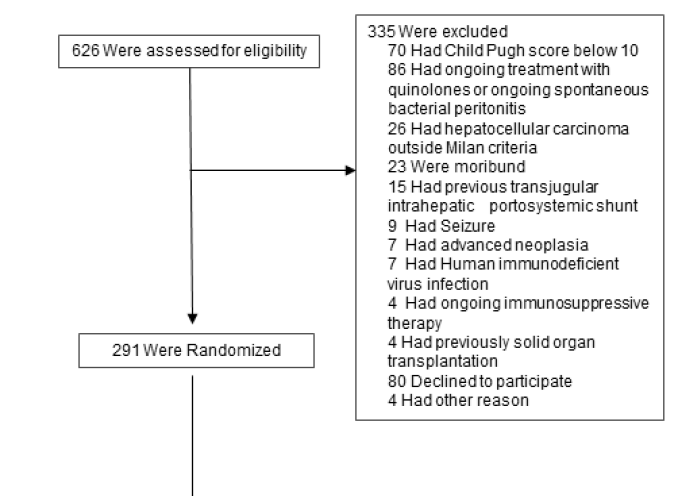 626 Were assessed for eligibility
335 Were excluded
70 Had Child Pugh score below 10
86 Had ongoing treatment with
quinolones or ongoing spontaneous
bacterial peritonitis
26 Had hepatocellular carcinoma
outside Milan criteria
23 Were moribund
15 Had previous transjugular
intrahepatic portosystemic shunt
9 Had Seizure
7 Had advanced neoplasia
7 Had Human immunodeficient
virus infection
4 Had ongoing immunosuppressive
therapy
4 Had previously solid organ
transplantation
80 Declined to participate
4 Had other reason
291 Were Randomized